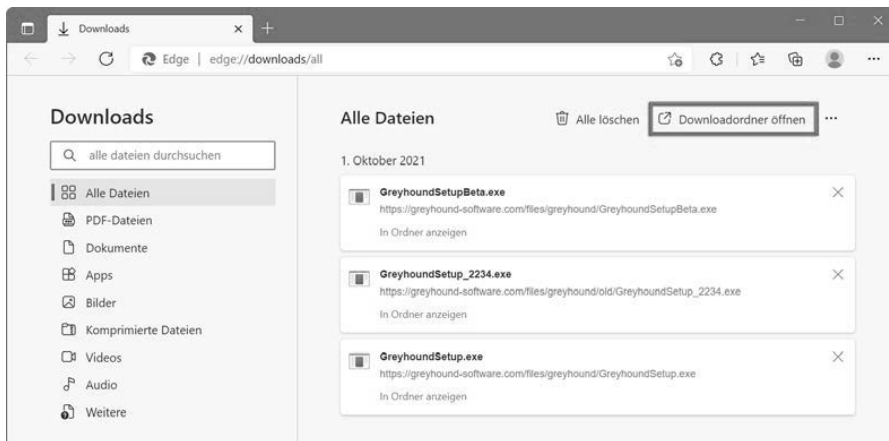 Downloads
Edge | edge://downloads/all
Downloads
alle dateien durchsuchen
Alle Dateien
PDF-Dateien
Dokumente
Apps
Bilder
Komprimierte Dateien
Videos
Audio
Weitere
Alle Dateien
Alle löschen
Downloadordner öffnen
1. Oktober 2021
GreyhoundSetupBeta.exe
https://greyhound-software.com/files/greyhound/GreyhoundSetupBeta.exe
In Ordner anzeigen
GreyhoundSetup_2234.exe
https://greyhound-software.com/files/greyhound/old/GreyhoundSetup_2234.exe
In Ordner anzeigen
GreyhoundSetup.exe
https://greyhound-software.com/files/greyhound/GreyhoundSetup.exe
In Ordner anzeigen